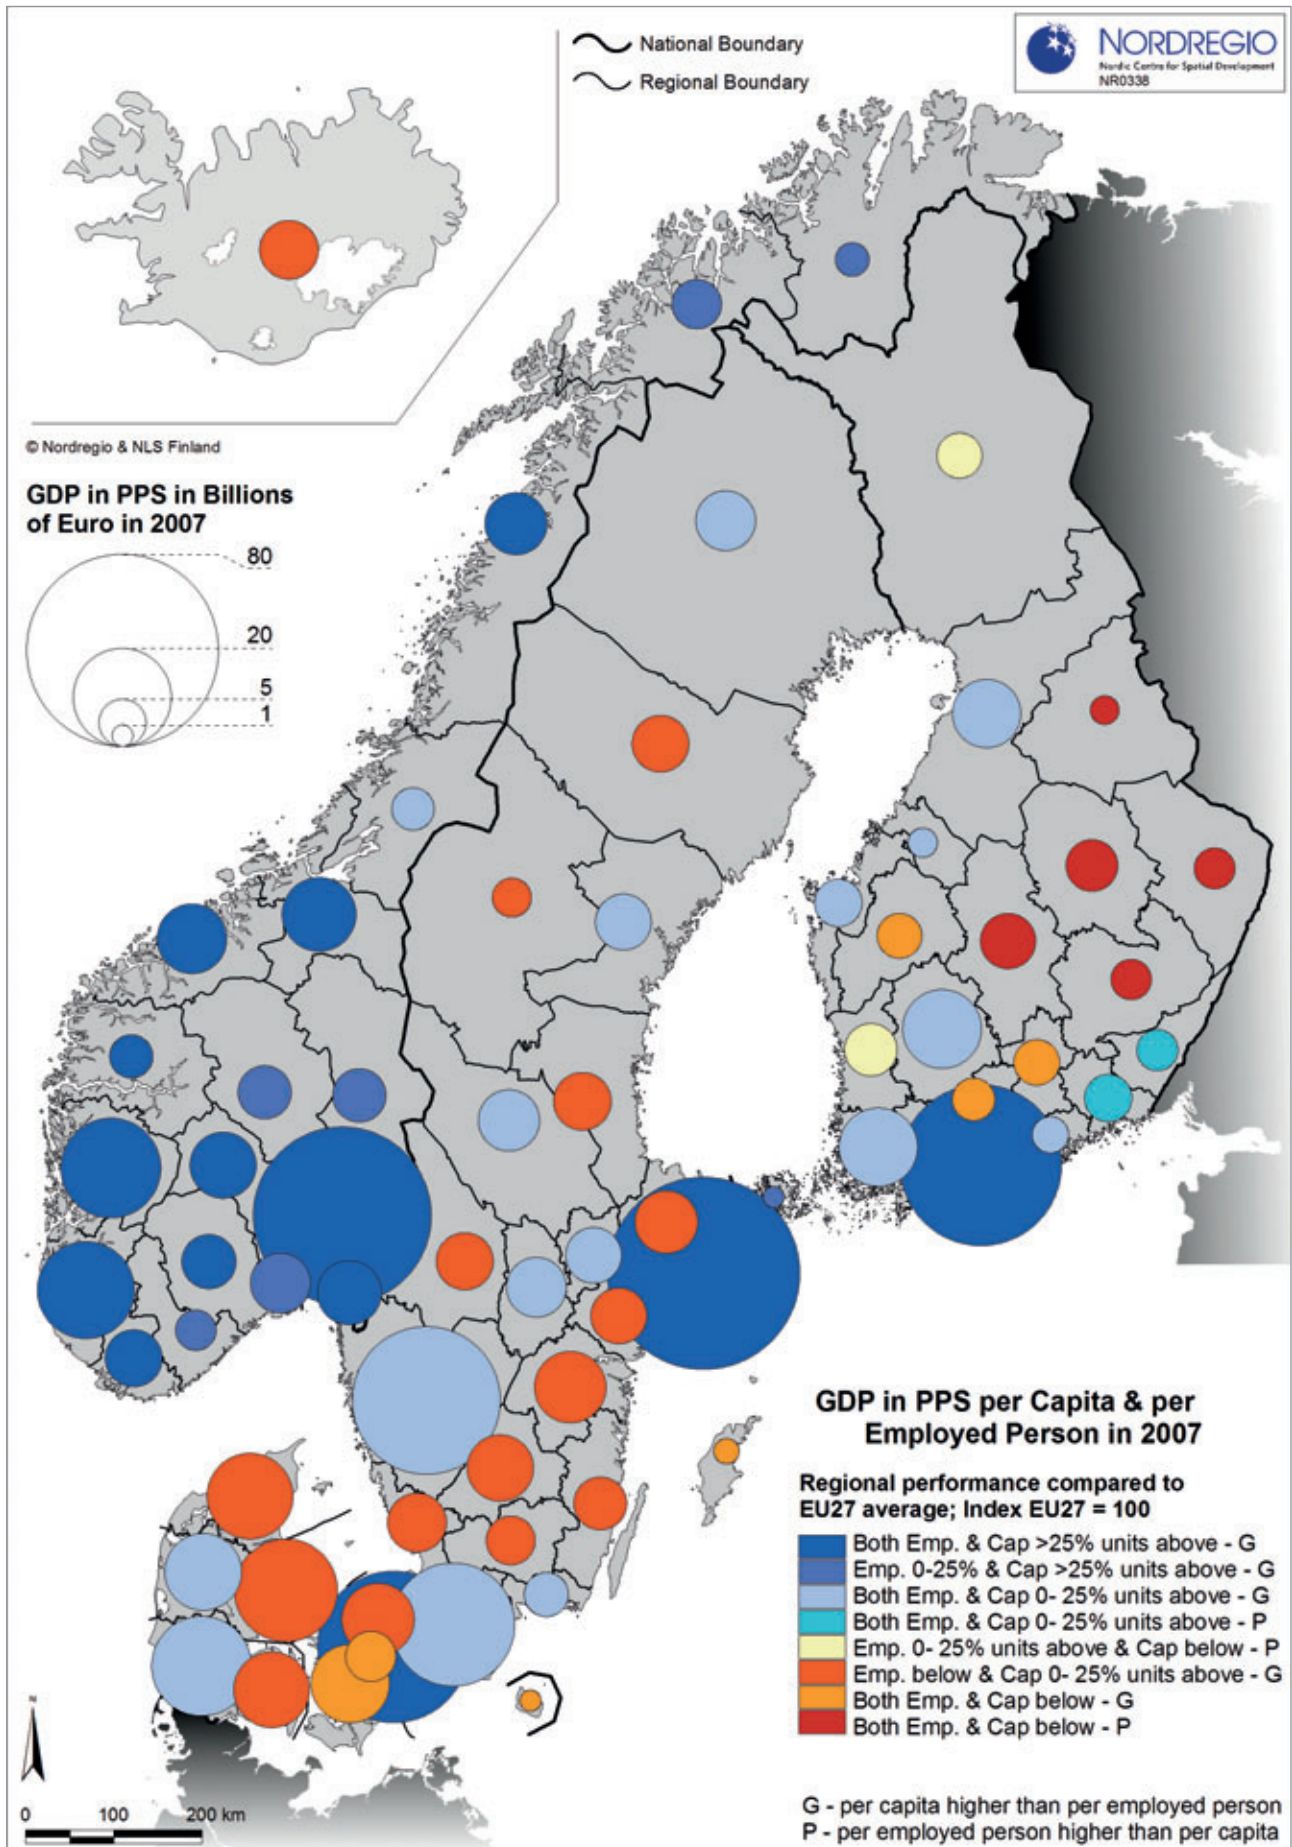 National Boundary
Regional Boundary
NORDREGIO
Nordic Centre for Spatial Development
NR0338
© Nordregio & NLS Finland
GDP in PPS in Billions
of Euro in 2007
80
20
5
1
GDP in PPS per Capita & per
Employed Person in 2007
Regional performance compared to
EU27 average; Index EU27 = 100
Both Emp. & Cap >25% units above - G
Emp. 0-25% & Cap >25% units above - G
Both Emp. & Cap 0- 25% units above - G
Both Emp. & Cap 0- 25% units above - P
Emp. 0- 25% units above & Cap below - P
Emp. below & Cap 0- 25% units above - G
Both Emp. & Cap below - G
Both Emp. & Cap below - P
N
0 100 200 km
G - per capita higher than per employed person
P - per employed person higher than per capita